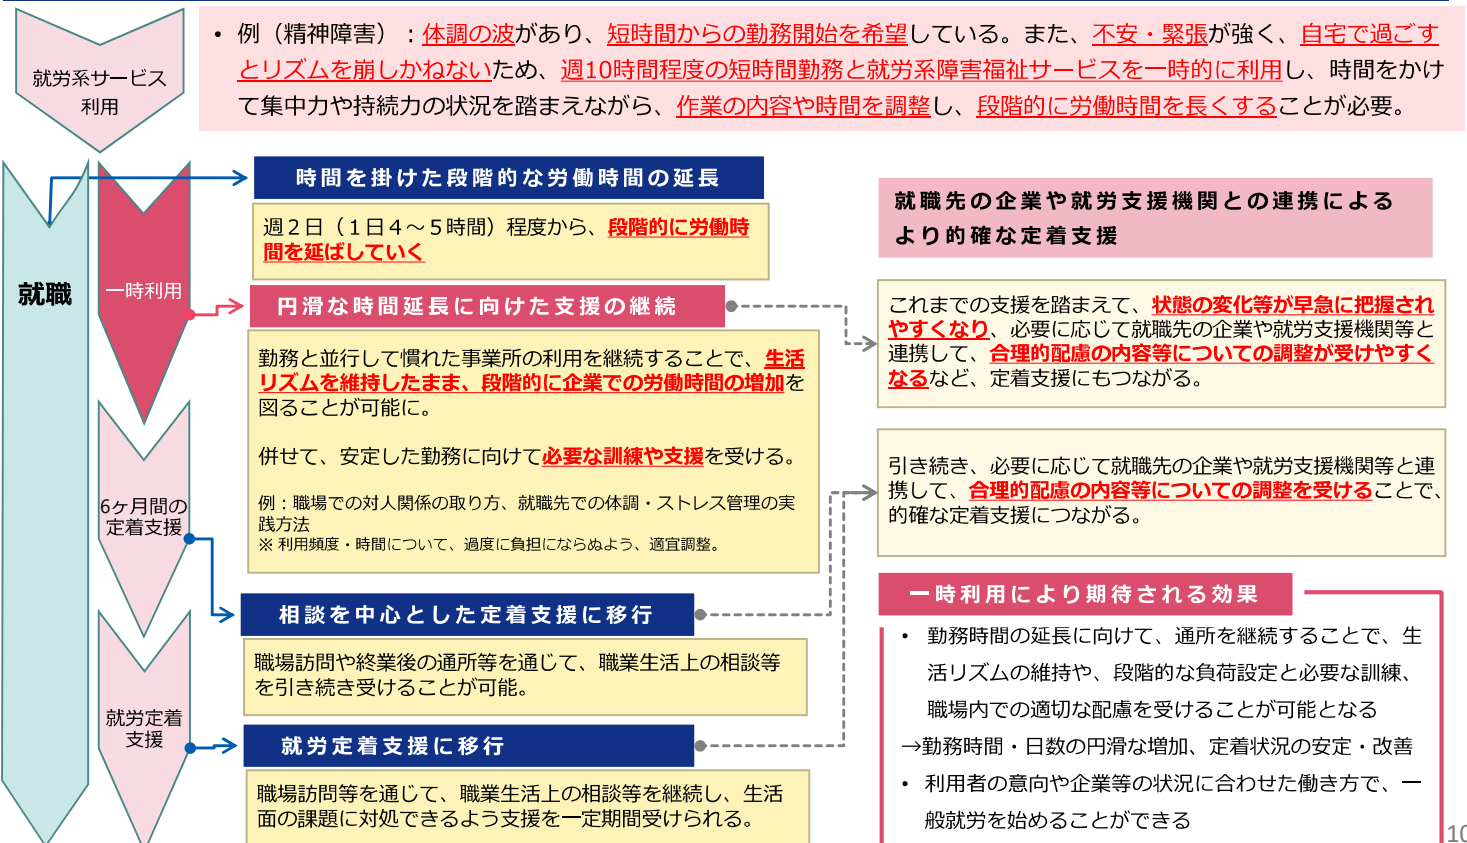 就労系サービス
利用
• 例（精神障害）：体調の波があり、短時間からの勤務開始を希望している。また、不安・緊張が強く、自宅で過ごす
とリズムを崩しかねないため、週10時間程度の短時間勤務と就労系障害福祉サービスを一時的に利用し、時間をかけ
て集中力や持続力の状況を踏まえながら、作業の内容や時間を調整し、段階的に労働時間を長くすることが必要。
就職
一時利用
6ヶ月間の
定着支援
就労定着
支援
時間を掛けた段階的な労働時間の延長
週２日（１日４～５時間）程度から、段階的に労働時
間を延ばしていく
円滑な時間延長に向けた支援の継続
勤務と並行して慣れた事業所の利用を継続することで、生活
リズムを維持したまま、段階的に企業での労働時間の増加を
図ることが可能に。
併せて、安定した勤務に向けて必要な訓練や支援を受ける。
例：職場での対人関係の取り方、就職先での体調・ストレス管理の実
践方法
※ 利用頻度・時間について、過度に負担にならぬよう、適宜調整。
相談を中心とした定着支援に移行
職場訪問や終業後の通所等を通じて、職業生活上の相談等
を引き続き受けることが可能。
就労定着支援に移行
職場訪問等を通じて、職業生活上の相談等を継続し、生活
面の課題に対処できるよう支援を一定期間受けられる。
就職先の企業や就労支援機関との連携による
より的確な定着支援
これまでの支援を踏まえて、状態の変化等が早急に把握され
やすくなり、必要に応じて就職先の企業や就労支援機関等と
連携して、合理的配慮の内容等についての調整が受けやすく
なるなど、定着支援にもつながる。
引き続き、必要に応じて就職先の企業や就労支援機関等と連
携して、合理的配慮の内容等についての調整を受けることで、
的確な定着支援につながる。
一時利用により期待される効果
• 勤務時間の延長に向けて、通所を継続することで、生
活リズムの維持や、段階的な負荷設定と必要な訓練、
職場内での適切な配慮を受けることが可能となる
→勤務時間・日数の円滑な増加、定着状況の安定・改善
• 利用者の意向や企業等の状況に合わせた働き方で、一
般就労を始めることができる
10